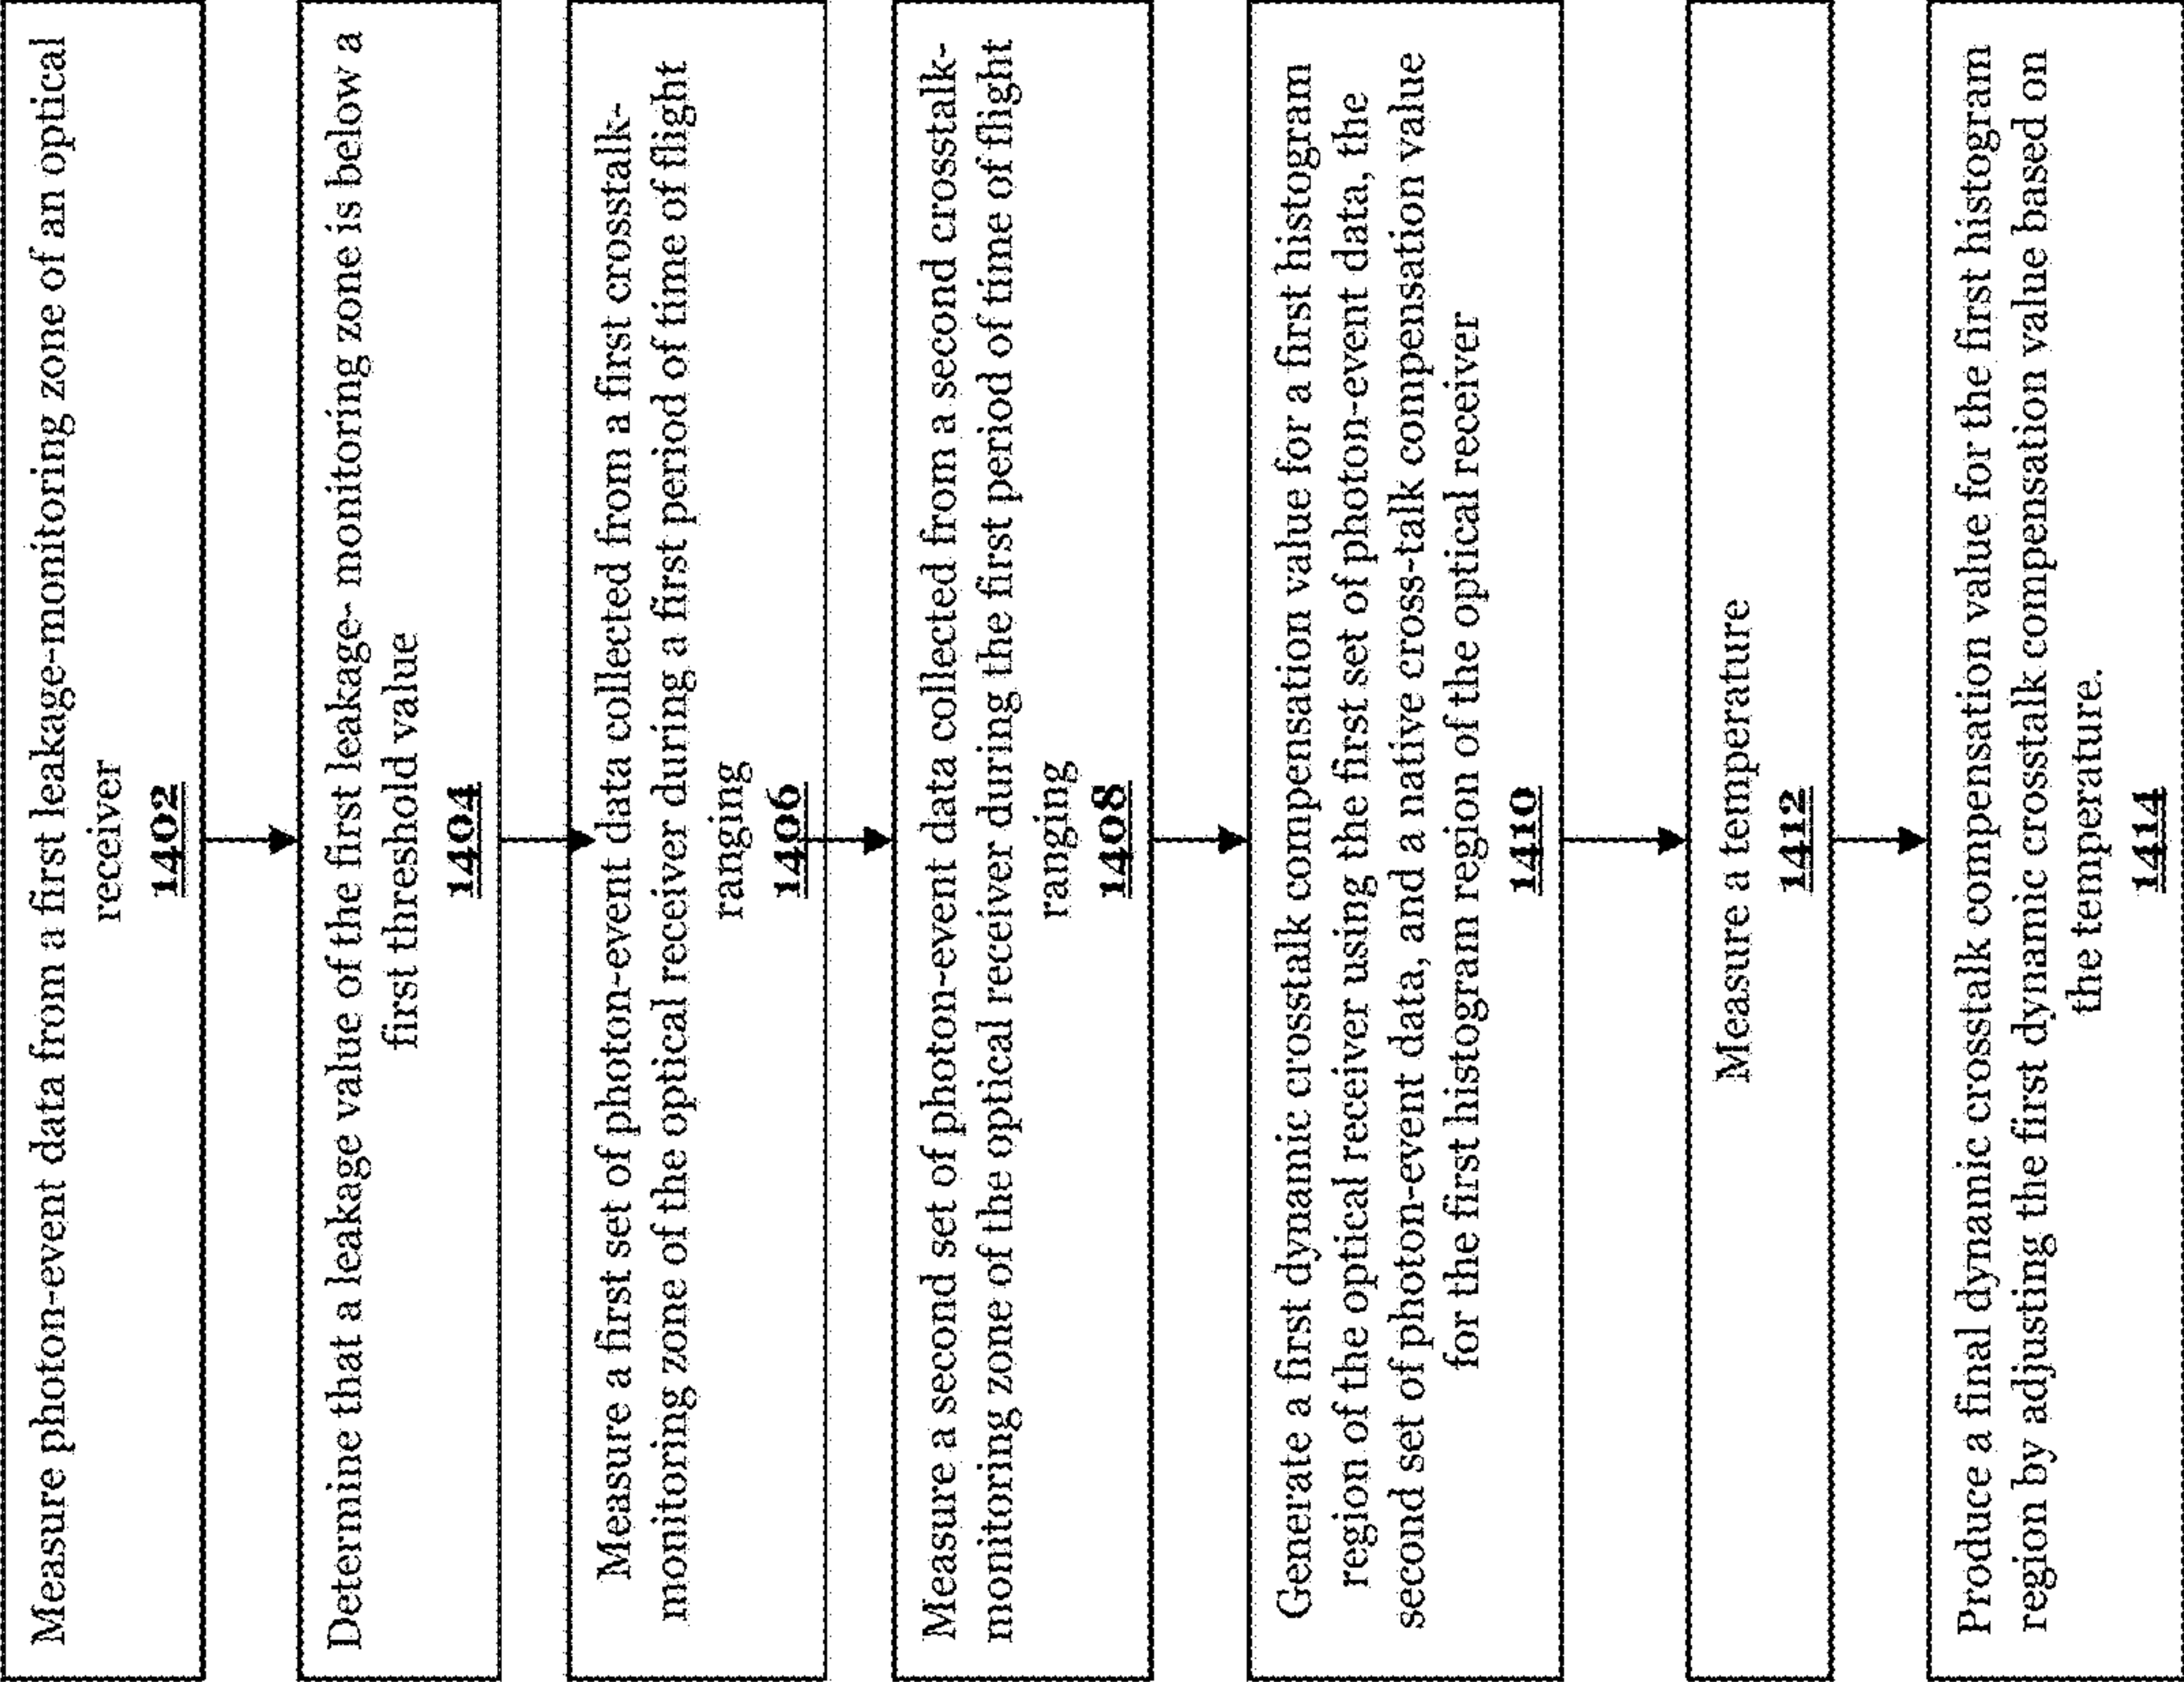 Measure photon-event data from a first leakage-monitoring zone of an optical
receiver
1402
Determine that a leakage value of the first leakage- monitoring zone is below a
first threshold value
1404
Measure a first set of photon-event data collected from a first crosstalk-
monitoring zone of the optical receiver during a first period of time of flight
ranging
1406
Measure a second set of photon-event data collected from a second crosstalk-
monitoring zone of the optical receiver during the first period of time of flight
ranging
1408
Generate a first dynamic crosstalk compensation value for a first histogram
region of the optical receiver using the first set of photon-event data, the
second set of photon-event data, and a native cross-talk compensation value
for the first histogram region of the optical receiver
1410
Measure a temperature
1412
Produce a final dynamic crosstalk compensation value for the first histogram
region by adjusting the first dynamic crosstalk compensation value based on
the temperature.
1414